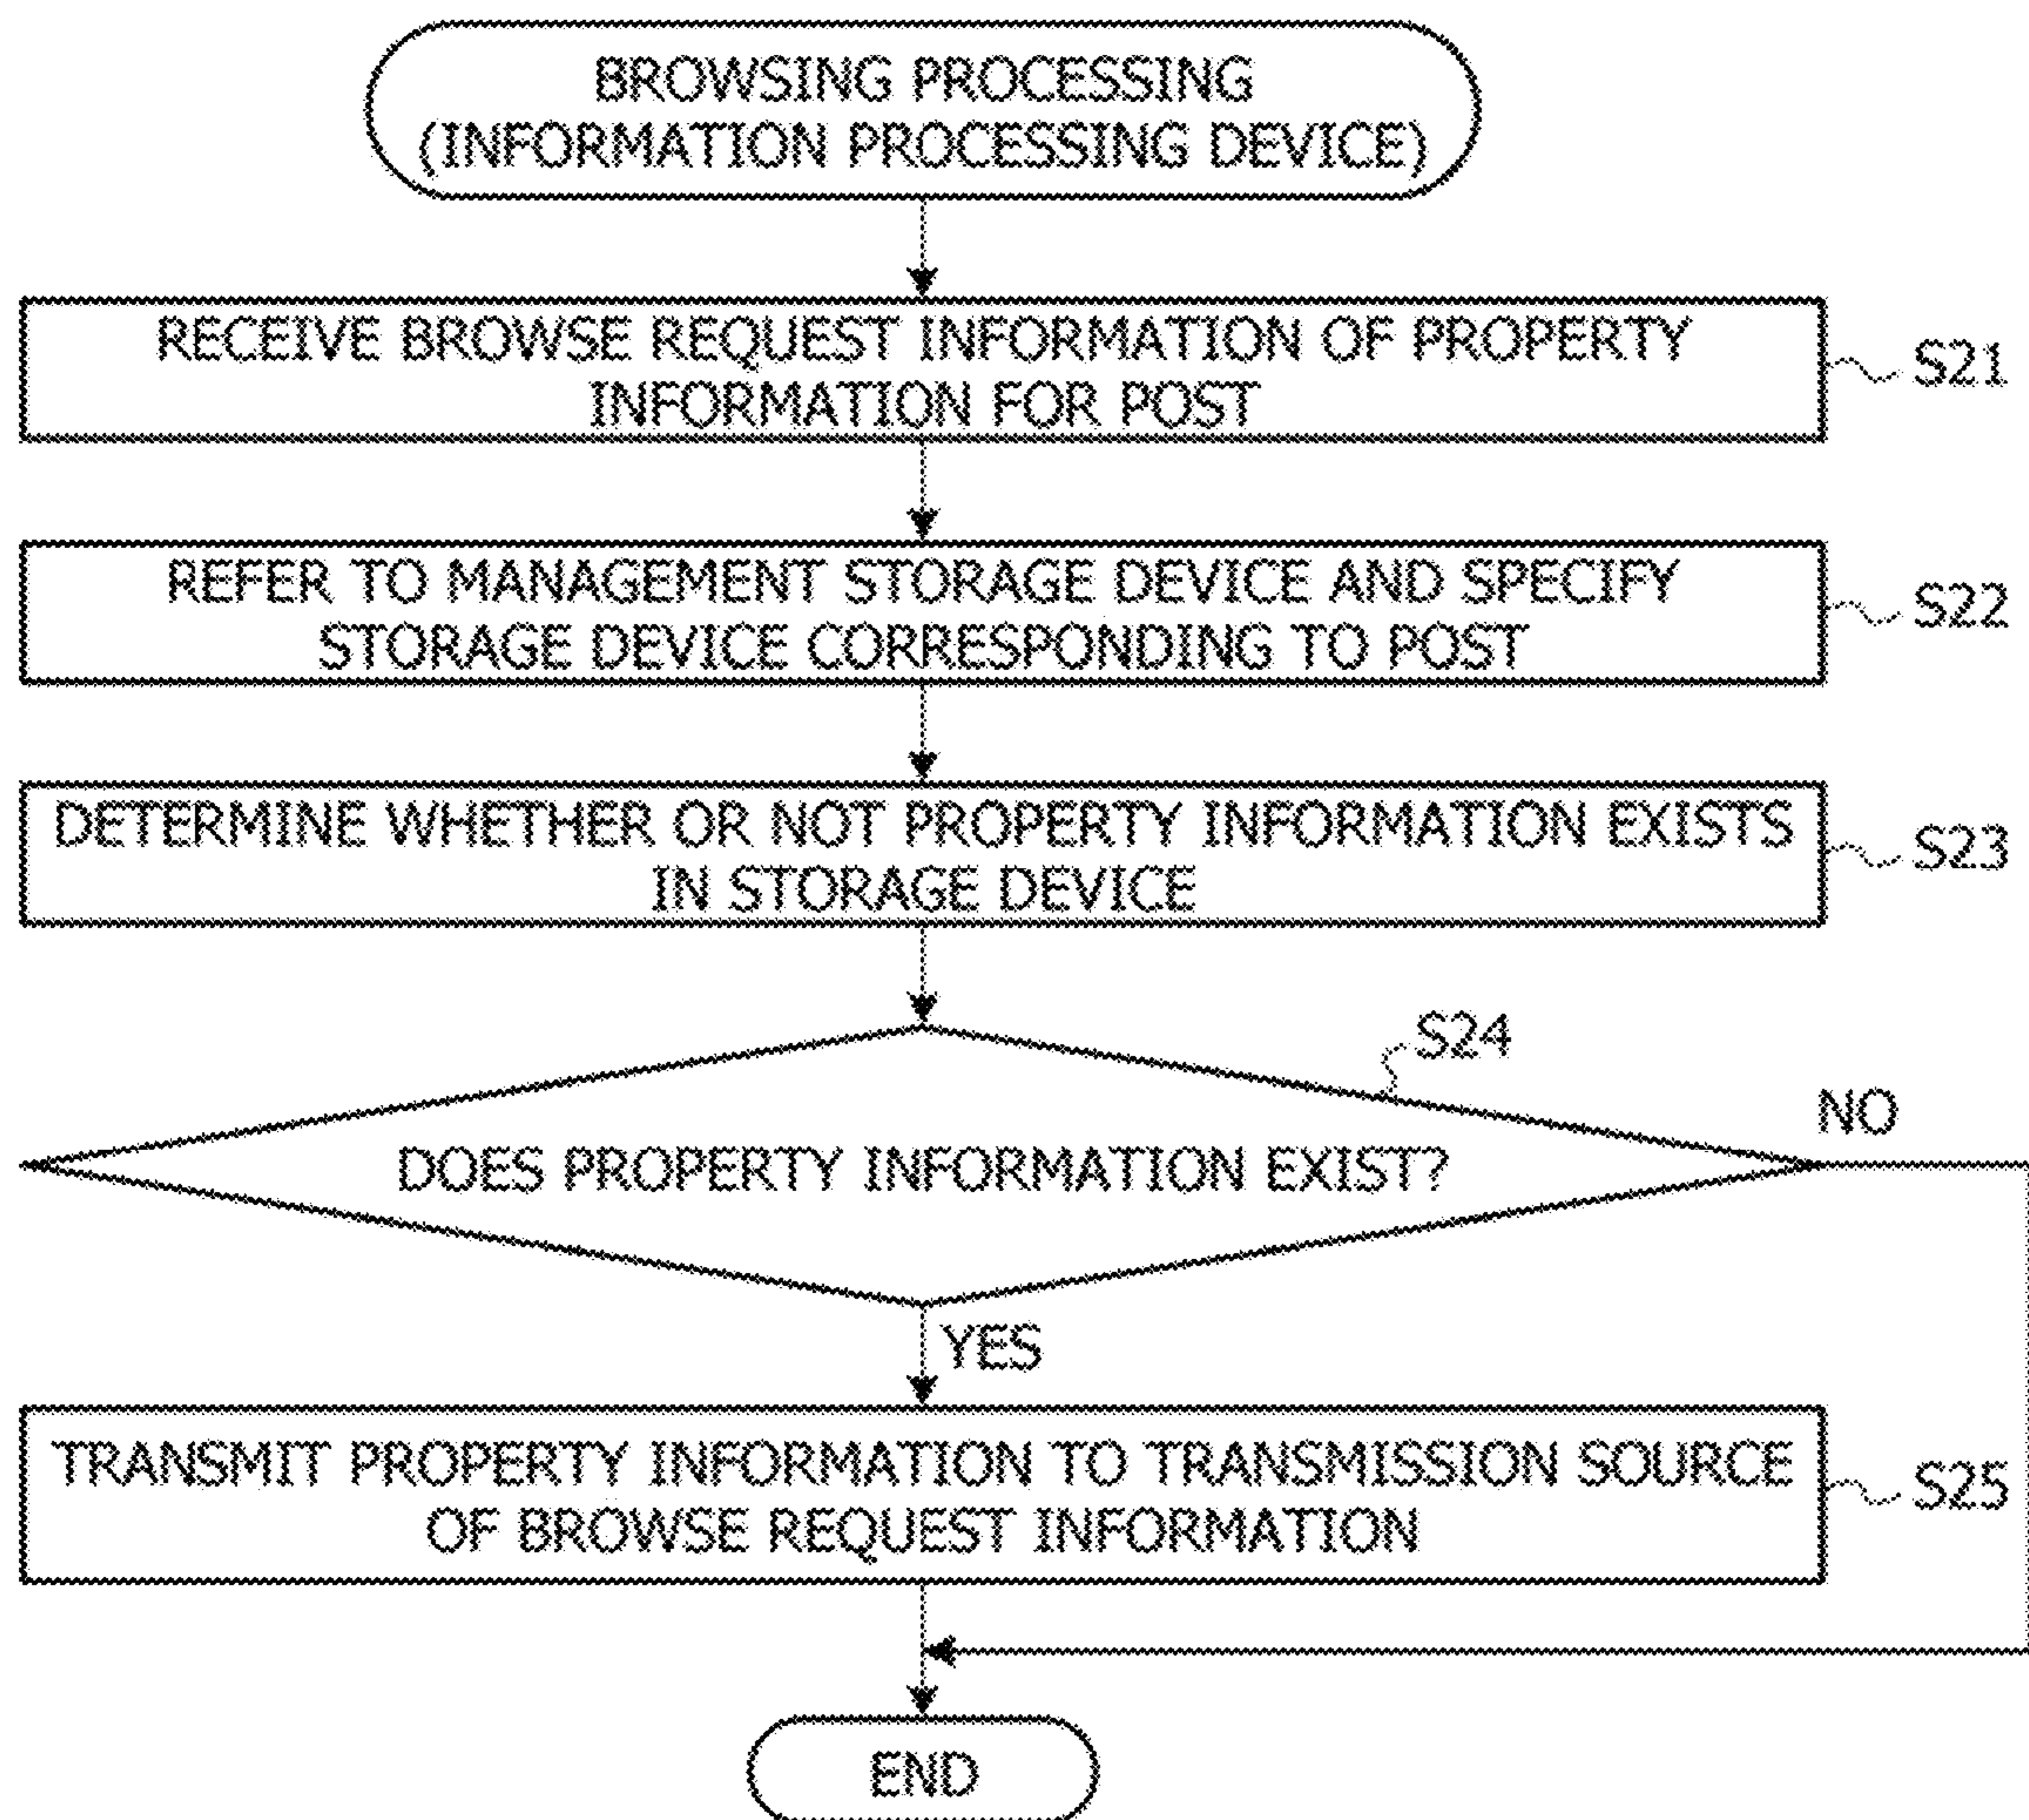 BROWSING PROCESSING
(INFORMATION PROCESSING DEVICE)
RECEIVE BROWSE REQUEST INFORMATION OF PROPERTY
INFORMATION FOR POST
S21
REFER TO MANAGEMENT STORAGE DEVICE AND SPECIFY
STORAGE DEVICE CORRESPONDING TO POST
S22
DETERMINE WHETHER OR NOT PROPERTY INFORMATION EXISTS
IN STORAGE DEVICE
S23
S24
NO
DOES PROPERTY INFORMATION EXIST?
YES
TRANSMIT PROPERTY INFORMATION TO TRANSMISSION SOURCE
OF BROWSE REQUEST INFORMATION
S25
END